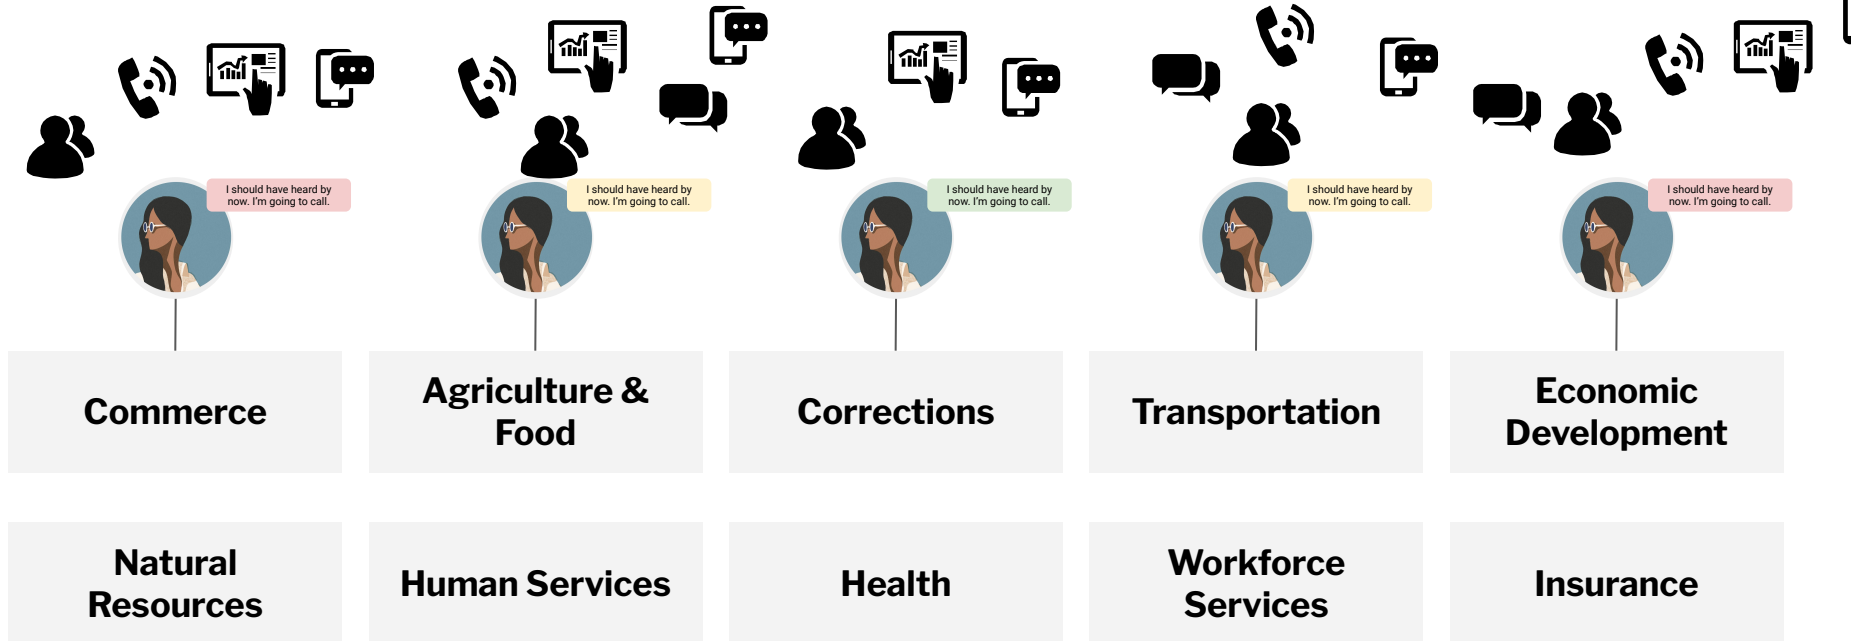 I should have heard by
now. I'm going to call.
I should have heard by
now. I'm going to call.
I should have heard by
now. I'm going to call.
I should have heard by
now. I'm going to call.
I should have heard by
now. I'm going to call.
Commerce
Agriculture &
Food
Corrections
Transportation
Economic
Development
Natural
Resources
Human Services
Health
Workforce
Services
Insurance